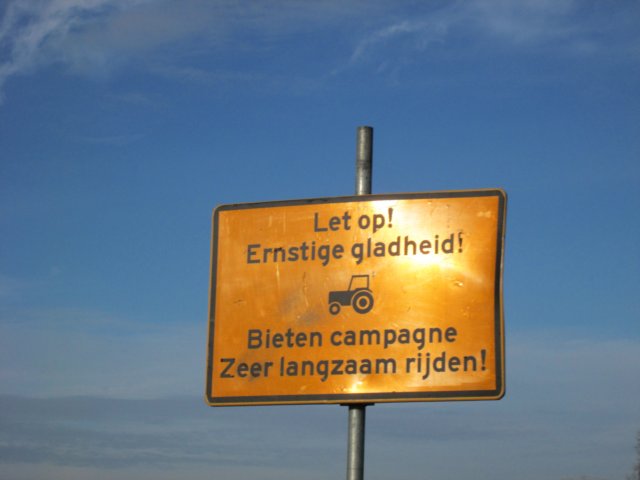 Let op!
Ernstige gladheid!
Bieten campagne
Zeer langzaam rijden!